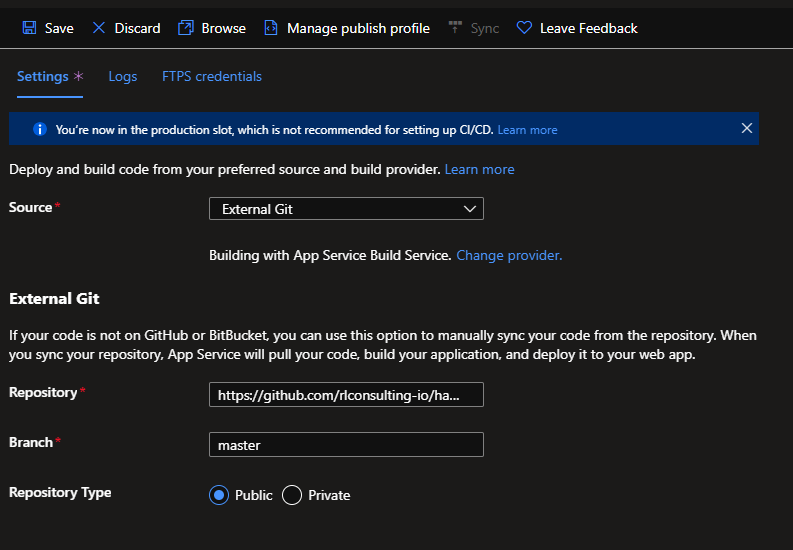 Save Discard Browse Manage publish profile Sync Leave Feedback
Settings * Logs FTPS credentials
You're now in the production slot, which is not recommended for setting up CI/CD. Learn more
Deploy and build code from your preferred source and build provider. Learn more
Source * External Git
Building with App Service Build Service. Change provider.
External Git
If your code is not on GitHub or BitBucket, you can use this option to manually sync your code from the repository. When
you sync your repository, App Service will pull your code, build your application, and deploy it to your web app.
Repository * https://github.com/rlconsulting-io/ha...
Branch * master
Repository Type Public Private